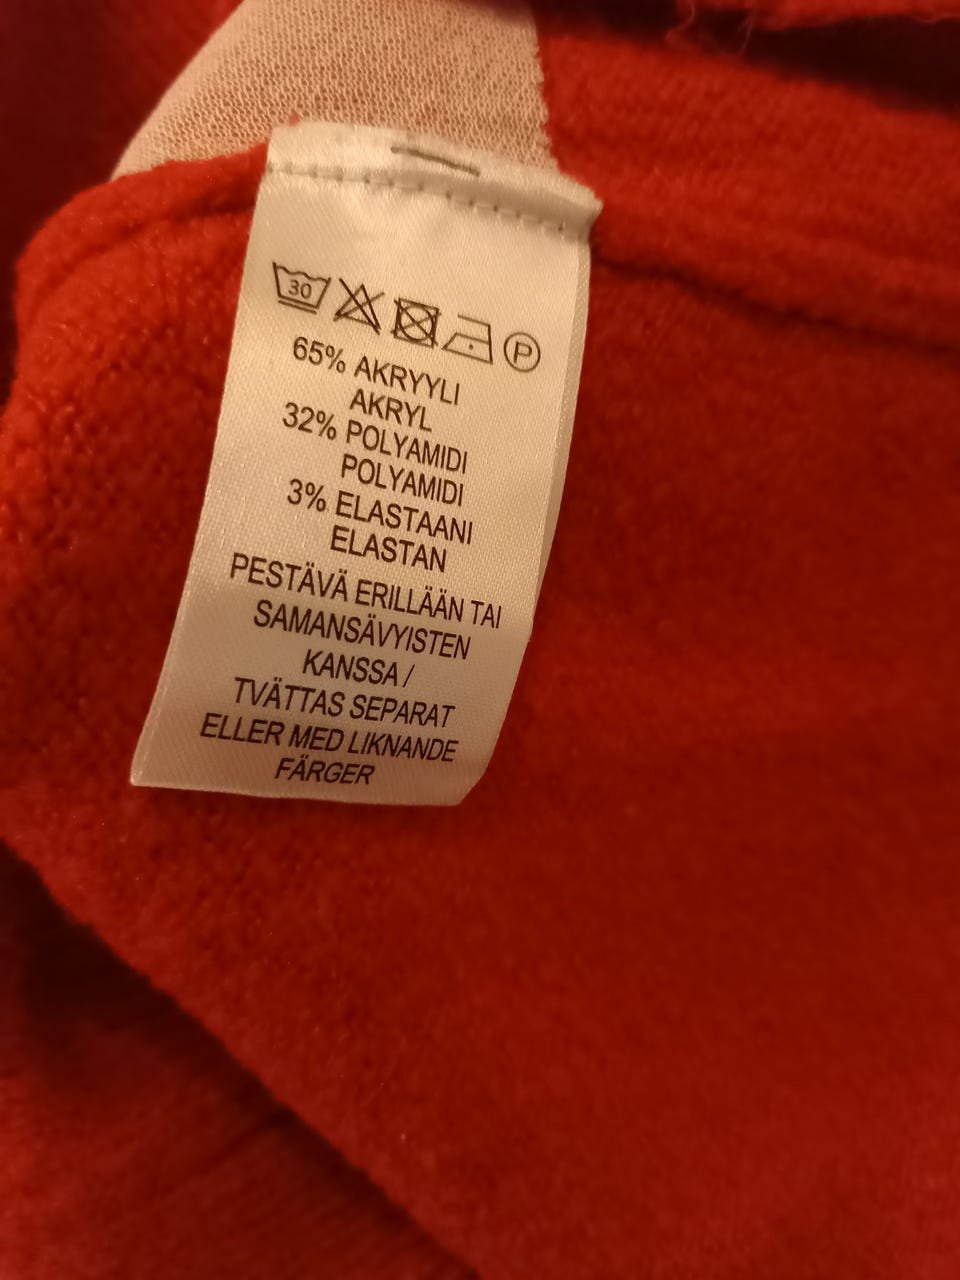 30
P
65% AKRYYLI
AKRYL
32% POLYAMIDI
POLYAMIDI
3% ELASTAANI
ELASTAN
PESTÄVÄ ERILLÄÄN TAI
SAMANSÄVYISTEN
KANSSA /
TVÄTTAS SEPARAT
ELLER MED LIKNANDE
FÄRGER